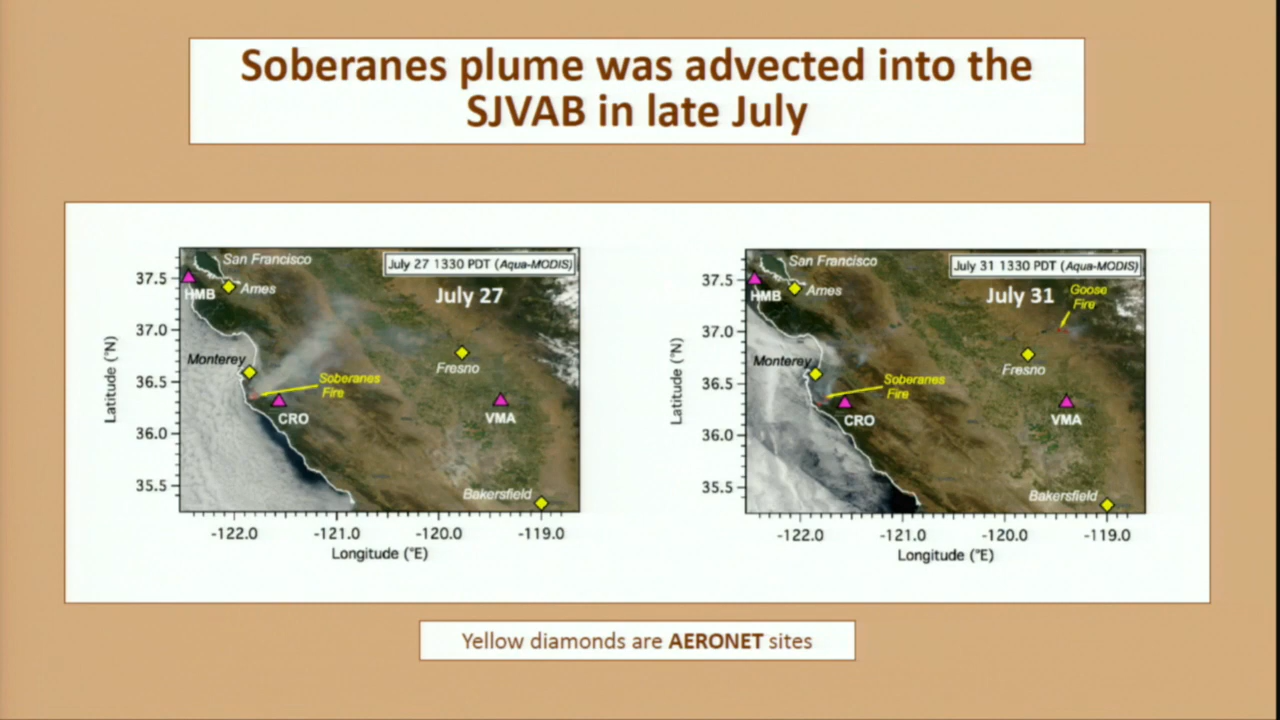 Soberanes plume was advected into the
SJVAB in late July
San Francisco
July 27 1330 PDT (Aqua-MODIS)
July 27
HMB
Ames
Monterey
Fresno
Soberanes
Fire
CRO
VMA
Bakersfield
37.5
37.0
36.5
36.0
35.5
Latitude (°N)
-122.0 -121.0 -120.0 -119.0
Longitude (°E)
San Francisco
July 31 1330 PDT (Aqua-MODIS)
July 31
Goose
Fire
HMB
Ames
Monterey
Fresno
Soberanes
Fire
CRO
VMA
Bakersfield
37.5
37.0
36.5
36.0
35.5
Latitude (°N)
-122.0 -121.0 -120.0 -119.0
Longitude (°E)
Yellow diamonds are AERONET sites